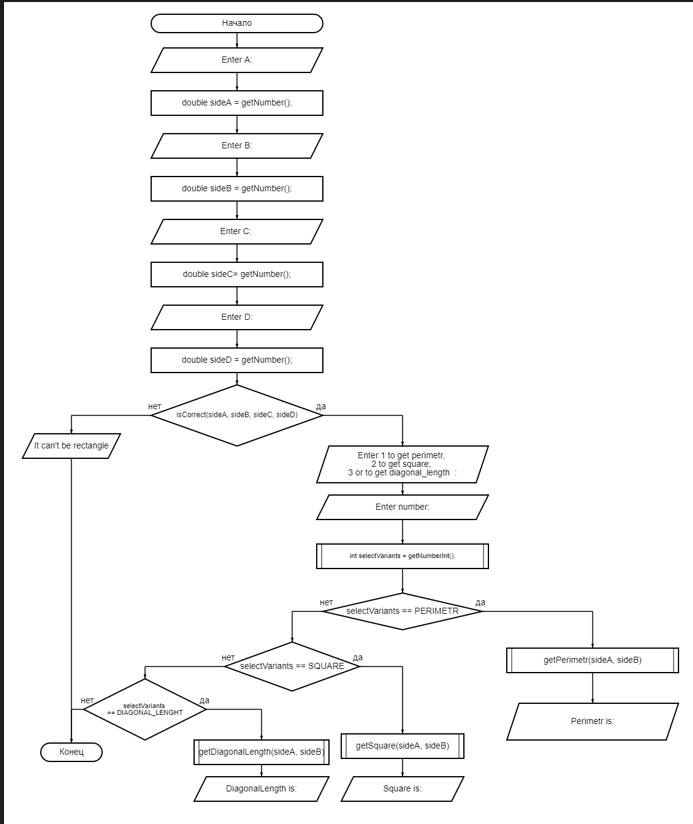 Начало
Enter A:
double sideA = getNumber();
Enter B:
double sideB = getNumber();
Enter C:
double sideC= getNumber();
Enter D:
double sideD = getNumber();
нет
да
isCorrect(sideA, sideB, sideC, sideD)
It can't be rectangle
Enter 1 to get perimetr,
2 to get square,
3 or to get diagonal_length :
Enter number:
int selectVariants = getNumberInt();
нет
да
selectVariants == PERIMETR
нет
да
selectVariants == SQUARE
getPerimetr(sideA, sideB)
нет
да
selectVariants
== DIAGONAL_LENGHT
Perimetr is:
Конец
getDiagonalLength(sideA, sideB)
getSquare(sideA, sideB)
DiagonalLength is:
Square is: